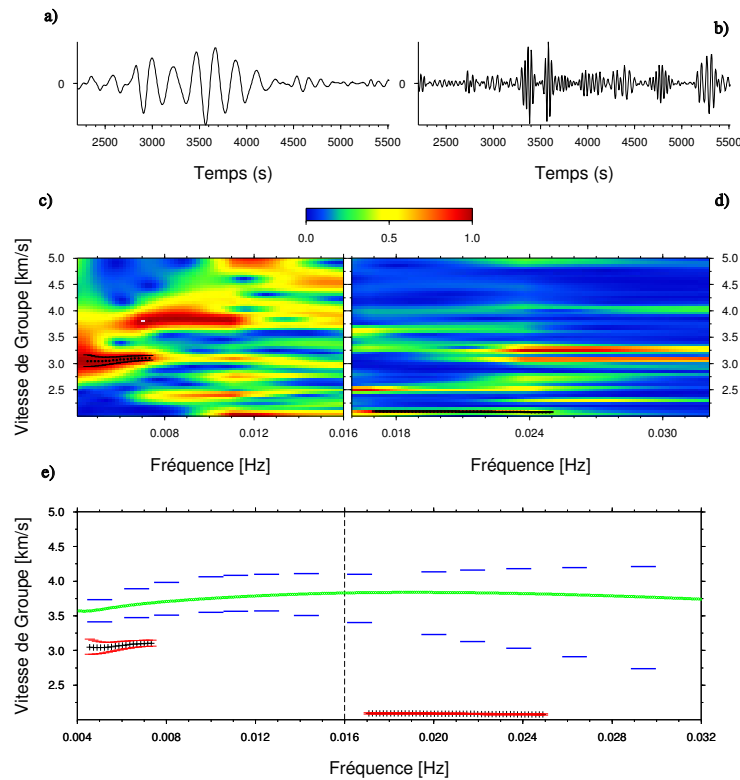 a)
b)
0
0
2500 3000 3500 4000 4500 5000 5500
2500 3000 3500 4000 4500 5000 5500
Temps (s)
Temps (s)
c)
d)
0.0 0.5 1.0
Vitesse de Groupe [km/s]
5.0
4.5
4.0
3.5
3.0
2.5
5.0
4.5
4.0
3.5
3.0
2.5
0.008 0.012 0.016
0.018 0.024 0.030
Fréquence [Hz]
Fréquence [Hz]
e)
Vitesse de Groupe [km/s]
5.0
4.5
4.0
3.5
3.0
2.5
2.0
0.004 0.008 0.012 0.016 0.020 0.024 0.028 0.032
Fréquence [Hz]